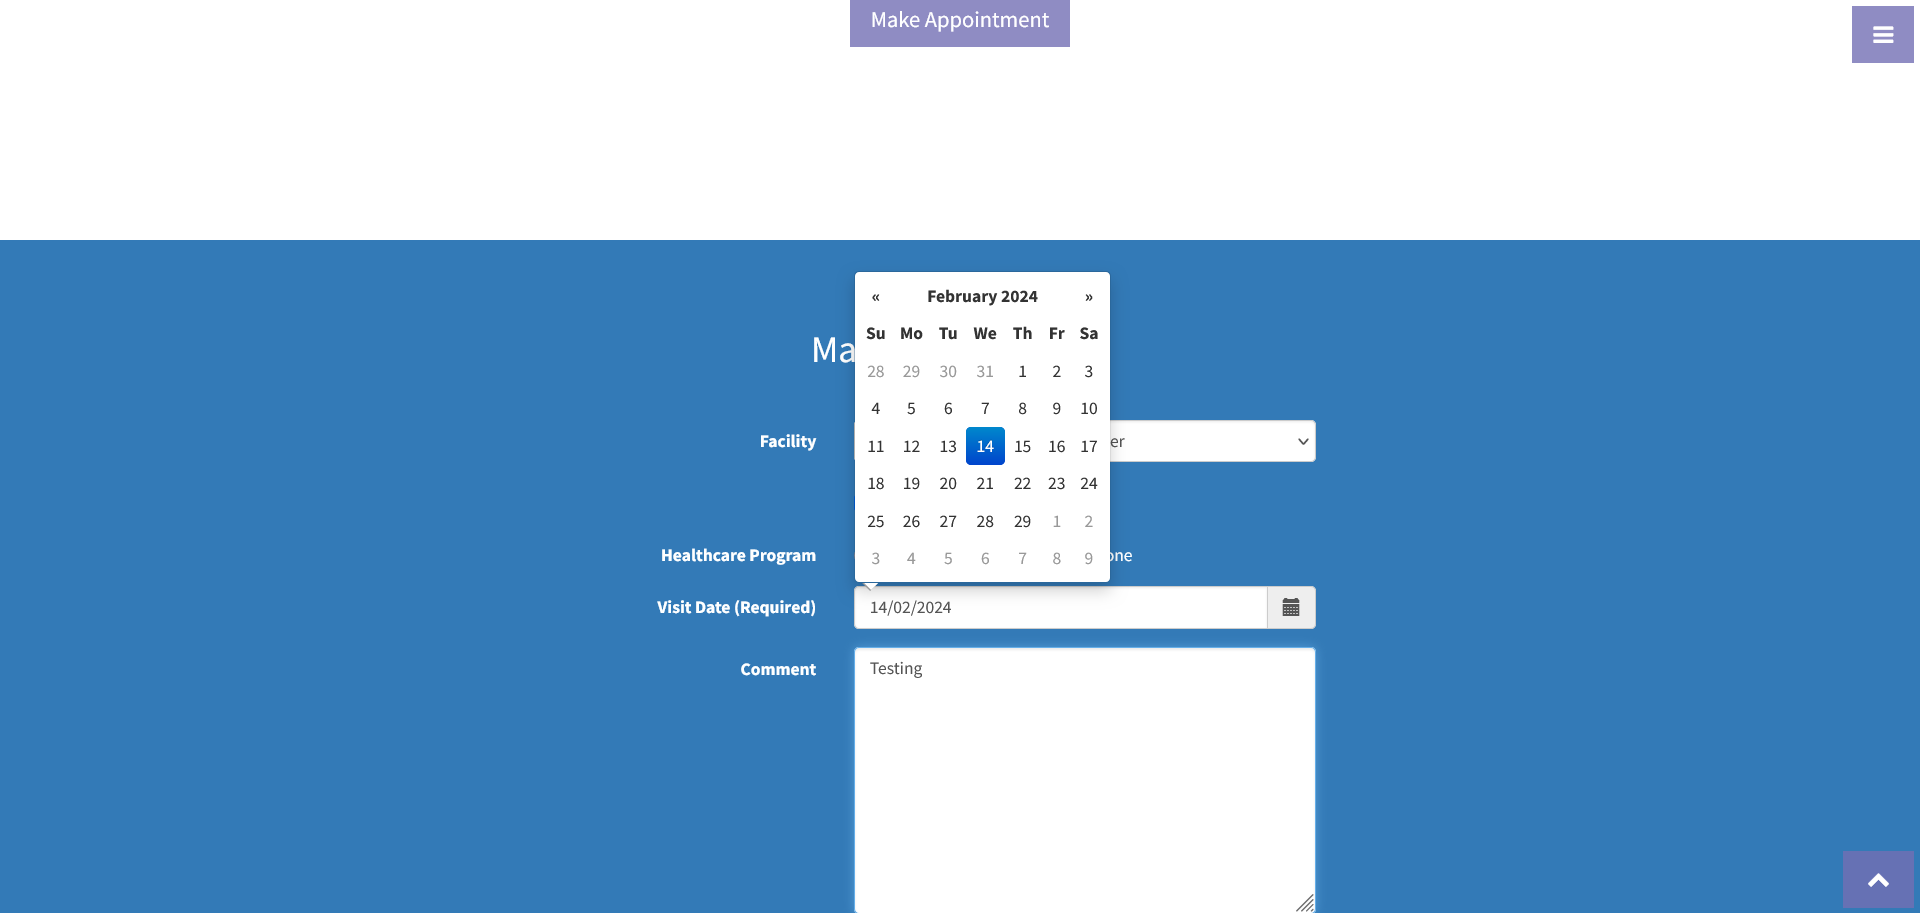 Make Appointment
« February 2024 »
Su Mo Tu We Th Fr Sa
28 29 30 31 1 2 3
4 5 6 7 8 9 10
11 12 13 14 15 16 17
18 19 20 21 22 23 24
25 26 27 28 29 1 2
3 4 5 6 7 8 9
Ma
Facility
er
Healthcare Program
one
Visit Date (Required)
14/02/2024
Comment
Testing